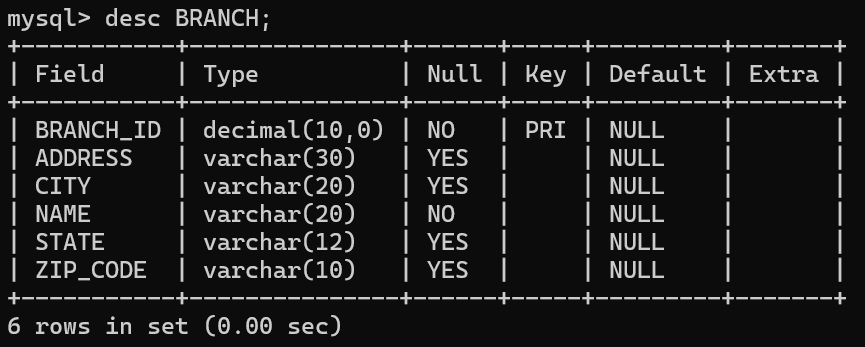 mysql> desc BRANCH;
+-----------+---------------+------+-----+---------+-------+
| Field     | Type          | Null | Key | Default | Extra |
+-----------+---------------+------+-----+---------+-------+
| BRANCH_ID | decimal(10,0) | NO   | PRI | NULL    |       |
| ADDRESS   | varchar(30)   | YES  |     | NULL    |       |
| CITY      | varchar(20)   | YES  |     | NULL    |       |
| NAME      | varchar(20)   | NO   |     | NULL    |       |
| STATE     | varchar(12)   | YES  |     | NULL    |       |
| ZIP_CODE  | varchar(10)   | YES  |     | NULL    |       |
+-----------+---------------+------+-----+---------+-------+
6 rows in set (0.00 sec)